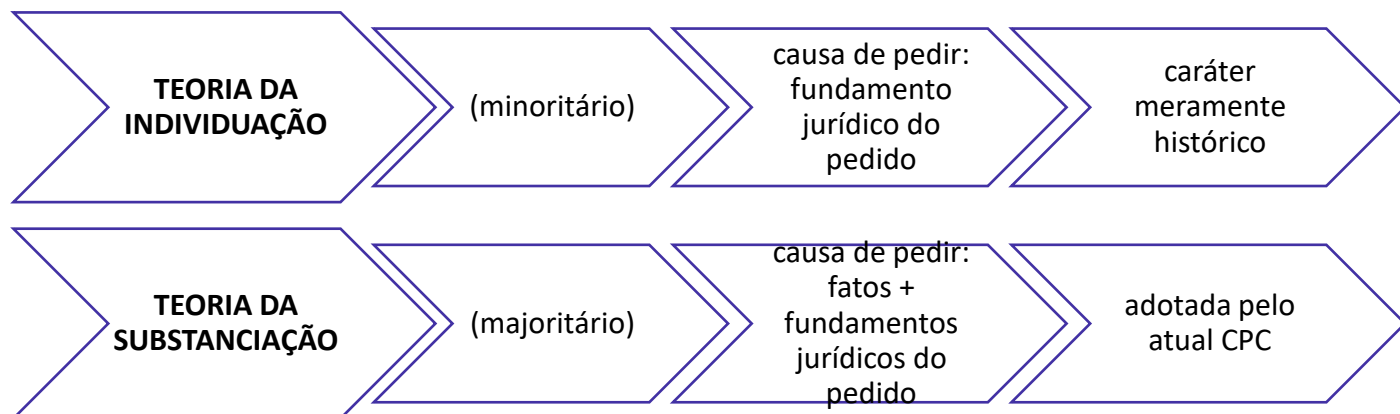 TEORIA DA
INDIVIDUAÇÃO
(minoritário)
causa de pedir:
fundamento
jurídico do
pedido
caráter
meramente
histórico
TEORIA DA
SUBSTANCIAÇÃO
(majoritário)
causa de pedir:
fatos +
fundamentos
jurídicos do
pedido
adotada pelo
atual CPC